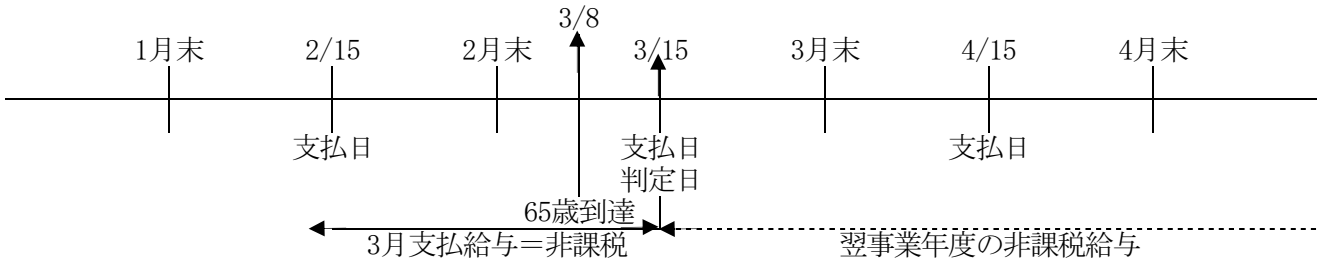 3/8
1月末 2/15 2月末 3/15 3月末 4/15 4月末
支払日 支払日 支払日
判定日
65歳到達
3月支払給与＝非課税 翌事業年度の非課税給与